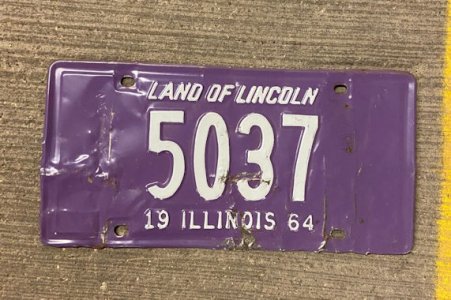 LAND OF LINCOLN
5037
19 ILLINOIS 64